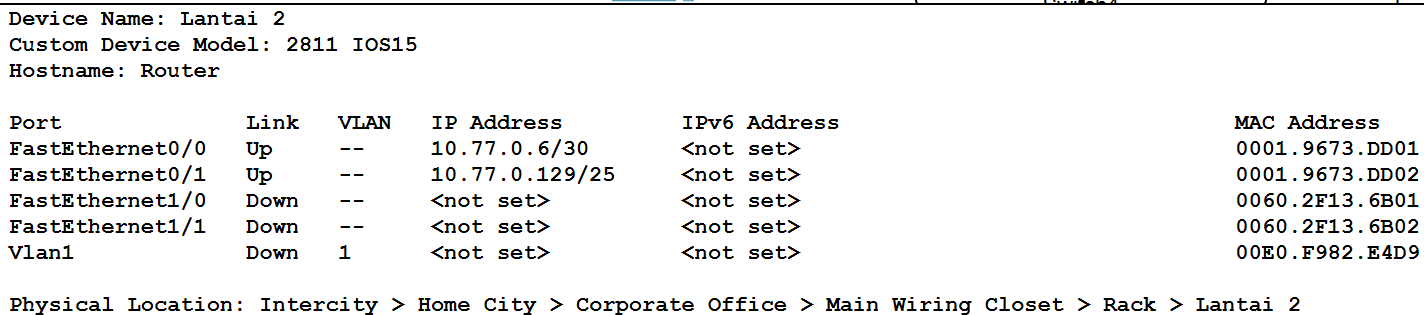 Device Name: Lantai 2
Custom Device Model: 2811 IOS15
Hostname: Router
Port Link VLAN IP Address IPv6 Address MAC Address
FastEthernet0/0 Up -- 10.77.0.6/30 <not set> 0001.9673.DD01
FastEthernet0/1 Up -- 10.77.0.129/25 <not set> 0001.9673.DD02
FastEthernet1/0 Down -- <not set> <not set> 0060.2F13.6B01
FastEthernet1/1 Down -- <not set> <not set> 0060.2F13.6B02
Vlan1 Down 1 <not set> <not set> 00E0.F982.E4D9
Physical Location: Intercity > Home City > Corporate Office > Main Wiring Closet > Rack > Lantai 2